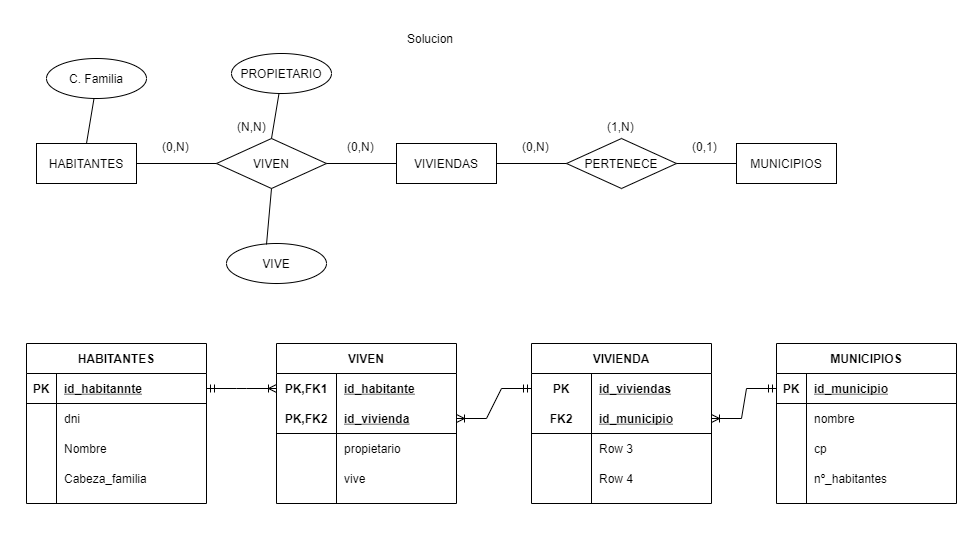 Solucion
C. Familia
PROPIETARIO
(N,N)
(1,N)
(0,N)
(0,N)
(0,N)
(0,1)
HABITANTES
VIVEN
VIVIENDAS
PERTENECE
MUNICIPIOS
VIVE
HABITANTES
PK id_habitannte
dni
Nombre
Cabeza_familia
VIVEN
PK,FK1 id_habitante
PK,FK2 id_vivienda
propietario
vive
VIVIENDA
PK id_viviendas
FK2 id_municipio
Row 3
Row 4
MUNICIPIOS
PK id_municipio
nombre
cp
nº_habitantes